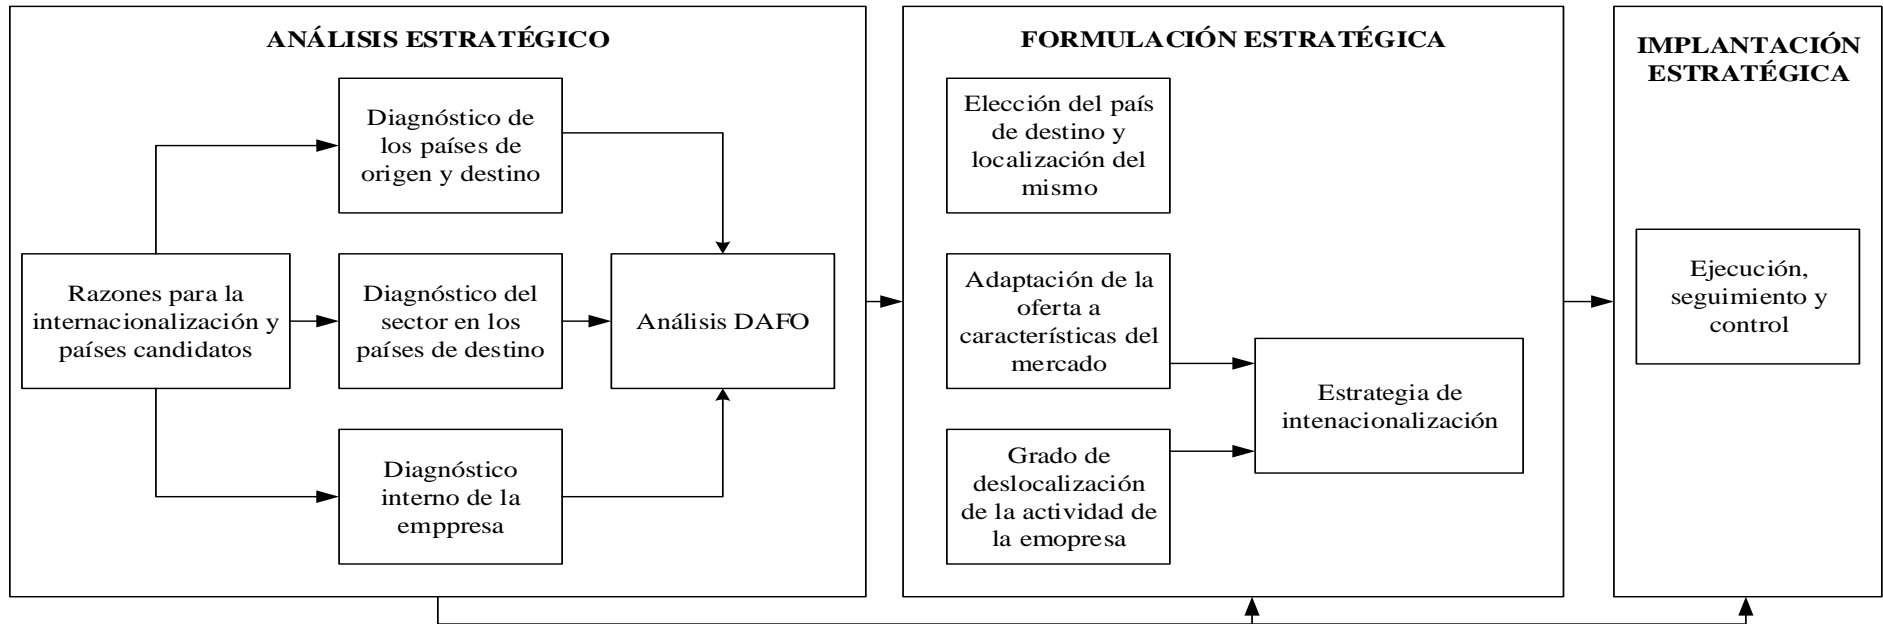 ANÁLISIS ESTRATÉGICO
Diagnóstico de
los países de
origen y destino
Razones para la
internacionalización y
países candidatos
Diagnóstico del
sector en los
países de destino
Análisis DAFO
Diagnóstico
interno de la
emppresa
FORMULACIÓN ESTRATÉGICA
Elección del país
de destino y
localización del
mismo
Adaptación de la
oferta a
características del
mercado
Grado de
deslocalización
de la actividad de
la emopresa
Estrategia de
intenacionalización
IMPLANTACIÓN
ESTRATÉGICA
Ejecución,
seguimiento y
control